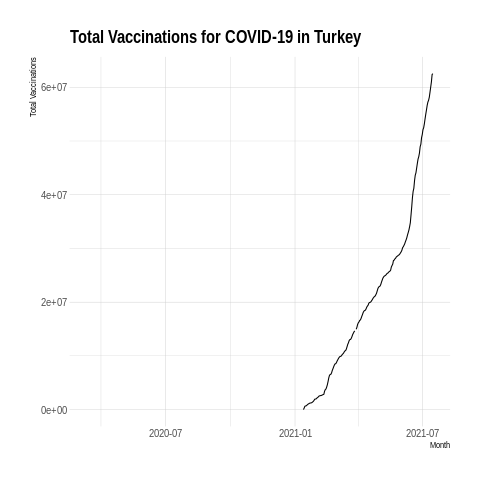 Total Vaccinations for COVID-19 in Turkey
Total Vaccinations
6e+07
4e+07
2e+07
0e+00
2020-07
2021-01
2021-07
Month